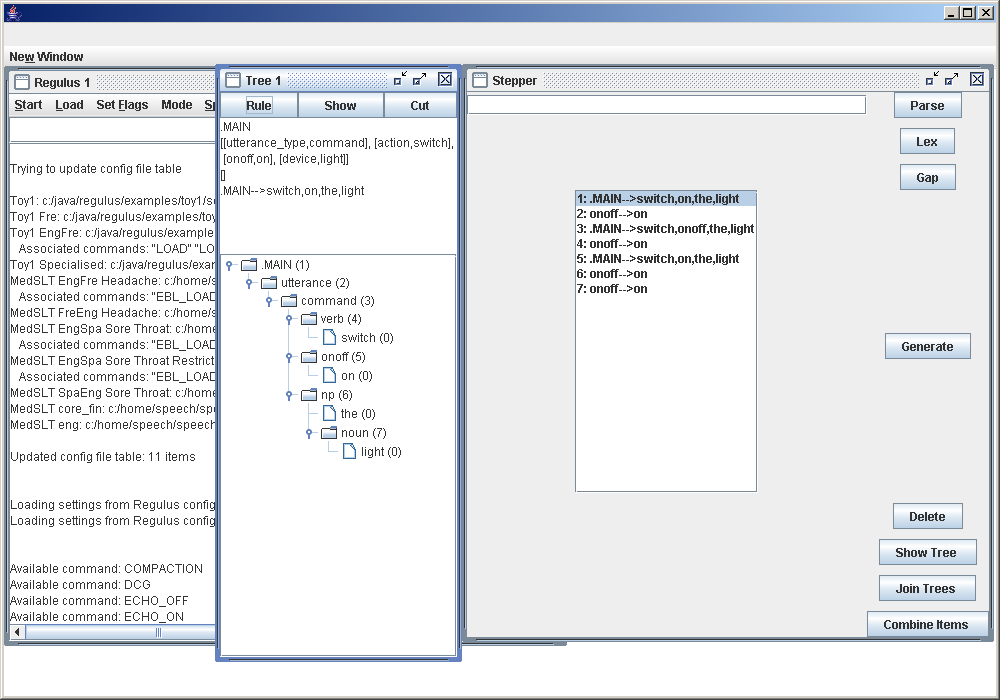 New Window
Regulus 1
Start Load Set Flags Mode
Trying to update config file table
Toy1: c:/java/regulus/examples/toy1/
Toy1 Fre: c:/java/regulus/examples/
Toy1 EngFre: c:/java/regulus/example
Associated commands: "LOAD" "LO
Toy1 Specialised: c:/java/regulus/exar
MedSLT EngFre Headache: c:/home/s
Associated commands: "EBL_LOAD
MedSLT FreEng Headache: c:/home/s
MedSLT EngSpa Sore Throat: c:/home
Associated commands: "EBL_LOAD
MedSLT EngSpa Sore Throat Restrict
Associated commands: "EBL_LOAD
MedSLT SpaEng Sore Throat: c:/home
MedSLT core_fin: c:/home/speech/spe
MedSLT eng: c:/home/speech/speech
Updated config file table: 11 items
Loading settings from Regulus config
Loading settings from Regulus config
Available command: COMPACTION
Available command: DCG
Available command: ECHO_OFF
Available command: ECHO_ON
Tree 1
Rule Show Cut
.MAIN
[[utterance_type,command], [action,switch],
[onoff,on], [device,light]]
[]
.MAIN-->switch,on,the,light
.MAIN (1)
utterance (2)
command (3)
verb (4)
switch (0)
onoff (5)
on (0)
np (6)
the (0)
noun (7)
light (0)
Stepper
Parse
Lex
Gap
1: .MAIN-->switch,on,the,light
2: onoff-->on
3: .MAIN-->switch,onoff,the,light
4: onoff-->on
5: .MAIN-->switch,on,the,light
6: onoff-->on
7: onoff-->on
Generate
Delete
Show Tree
Join Trees
Combine Items